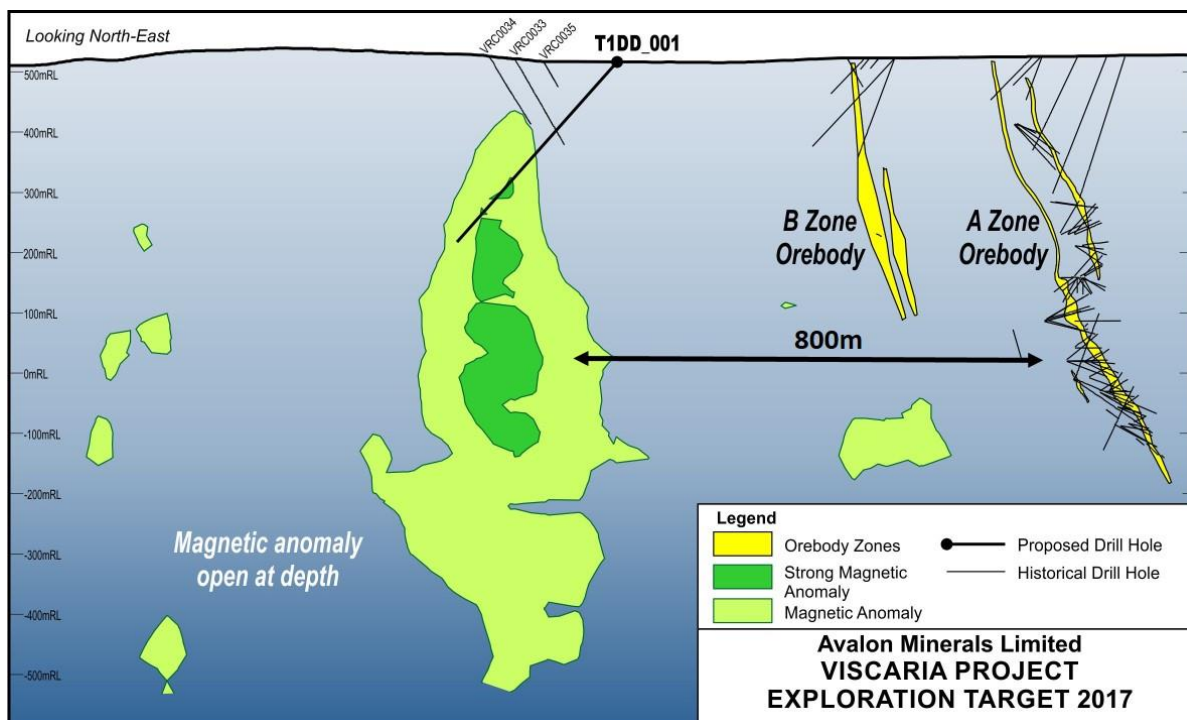 Looking North-East
VRC0034
VRC0033
VRC0035
T1DD_001
500mRL
400mRL
300mRL
200mRL
100mRL
0mRL
-100mRL
-200mRL
-300mRL
-400mRL
-500mRL
B Zone
Orebody
A Zone
Orebody
800m
Magnetic anomaly
open at depth
Legend
Orebody Zones
Strong Magnetic
Anomaly
Magnetic Anomaly
Proposed Drill Hole
Historical Drill Hole
Avalon Minerals Limited
VISCARIA PROJECT
EXPLORATION TARGET 2017